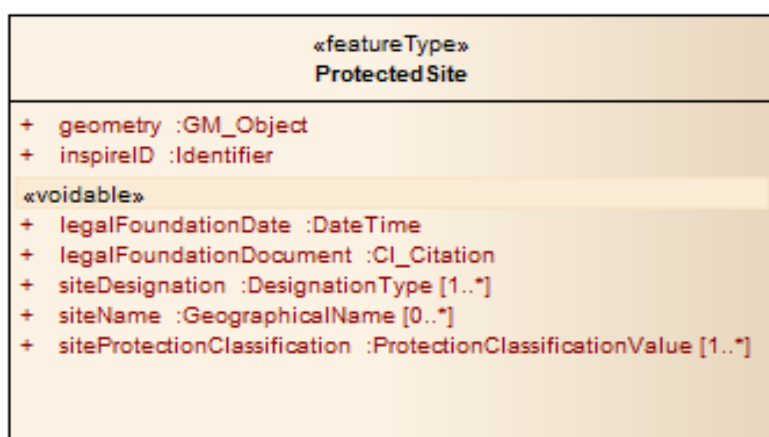 «featureType»
ProtectedSite
+ geometry :GM_Object
+ inspireID :Identifier
«voidable»
+ legalFoundationDate :DateTime
+ legalFoundationDocument :CI_Citation
+ siteDesignation :DesignationType [1..*]
+ siteName :GeographicalName [0..*]
+ siteProtectionClassification :ProtectionClassificationValue [1..*]